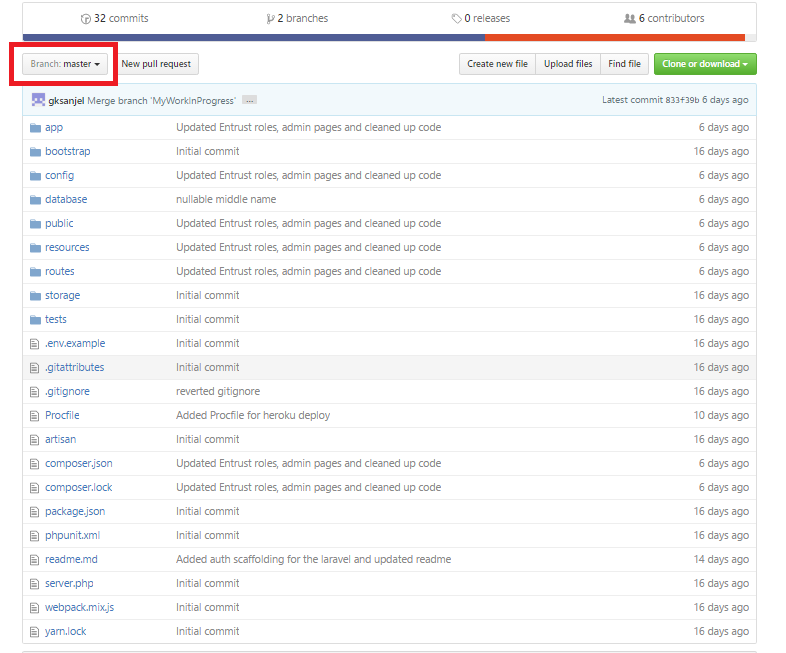 32 commits 2 branches 0 releases 6 contributors
Branch: master New pull request Create new file Upload files Find file Clone or download
gksanjel Merge branch 'MyWorkInProgress' ... Latest commit 833f39b 6 days ago
app Updated Entrust roles, admin pages and cleaned up code 6 days ago
bootstrap Initial commit 16 days ago
config Updated Entrust roles, admin pages and cleaned up code 6 days ago
database nullable middle name 6 days ago
public Updated Entrust roles, admin pages and cleaned up code 6 days ago
resources Updated Entrust roles, admin pages and cleaned up code 6 days ago
routes Updated Entrust roles, admin pages and cleaned up code 6 days ago
storage Initial commit 16 days ago
tests Initial commit 16 days ago
.env.example Initial commit 16 days ago
.gitattributes Initial commit 16 days ago
.gitignore reverted gitignore 16 days ago
Procfile Added Procfile for heroku deploy 10 days ago
artisan Initial commit 16 days ago
composer.json Updated Entrust roles, admin pages and cleaned up code 6 days ago
composer.lock Updated Entrust roles, admin pages and cleaned up code 6 days ago
package.json Initial commit 16 days ago
phpunit.xml Initial commit 16 days ago
readme.md Added auth scaffolding for the laravel and updated readme 14 days ago
server.php Initial commit 16 days ago
webpack.mix.js Initial commit 16 days ago
yarn.lock Initial commit 16 days ago